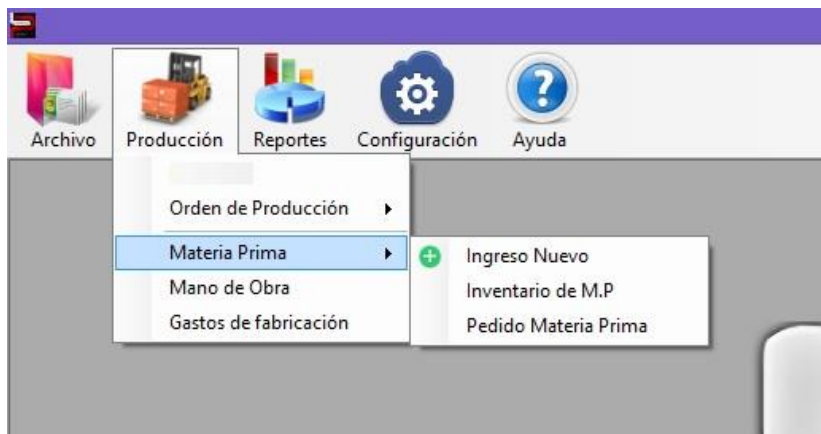 Archivo
Producción
Reportes
Configuración
Ayuda
Orden de Producción
Materia Prima
Mano de Obra
Gastos de fabricación
Ingreso Nuevo
Inventario de M.P
Pedido Materia Prima